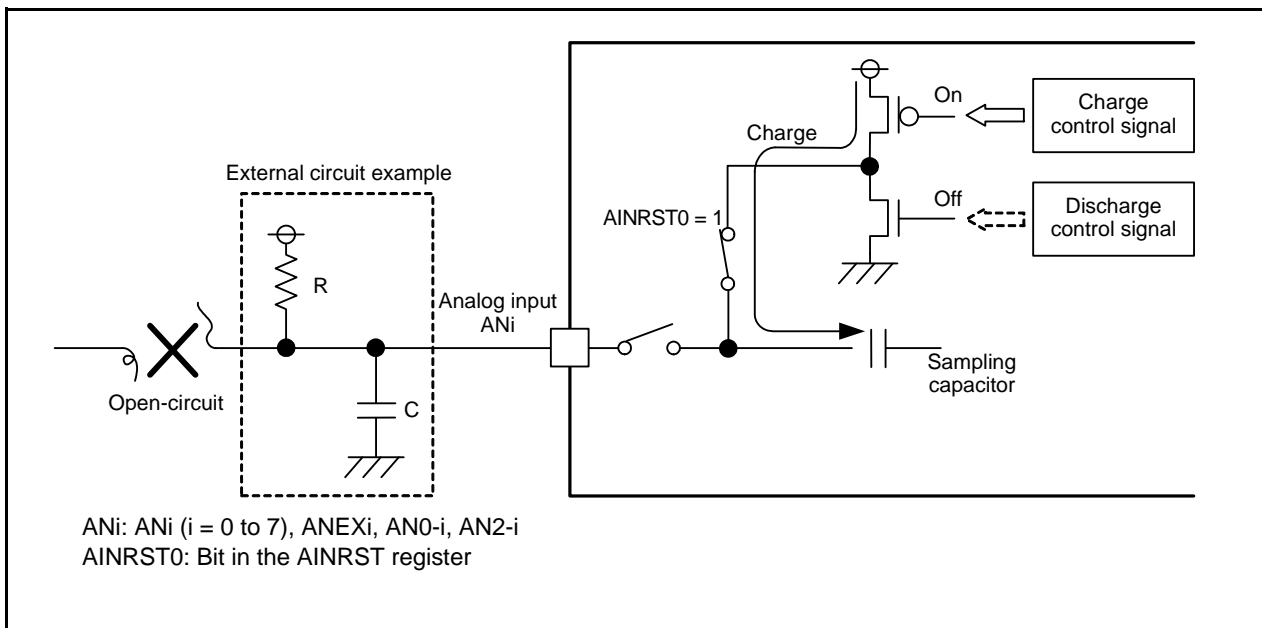 On
Charge
control signal
Charge
External circuit example
Off
Discharge
control signal
AINRST0 = 1
R
Analog input
ANi
Sampling
capacitor
Open-circuit
C
ANi: ANi (i = 0 to 7), ANEXi, AN0-i, AN2-i
AINRST0: Bit in the AINRST register